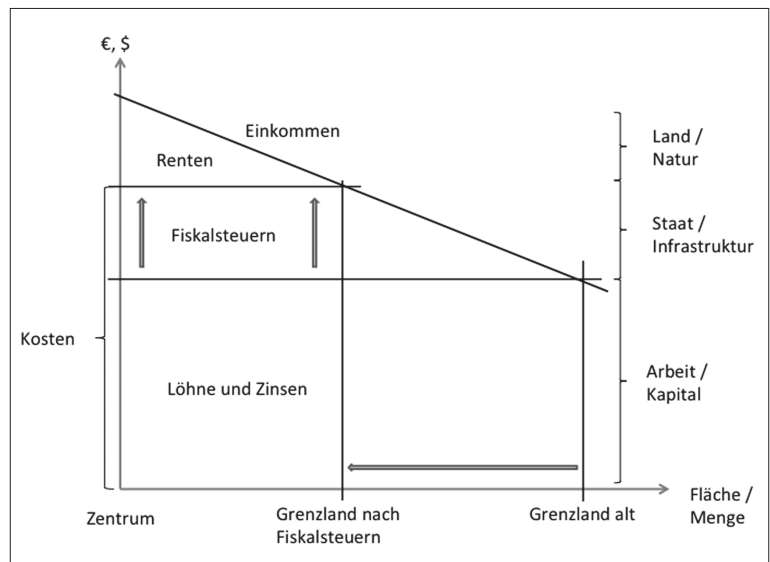 €, $
Einkommen
Renten
Land /
Natur
Fiskalsteuern
Staat /
Infrastruktur
Kosten
Löhne und Zinsen
Arbeit /
Kapital
Zentrum
Grenzland nach
Fiskalsteuern
Grenzland alt
Fläche /
Menge